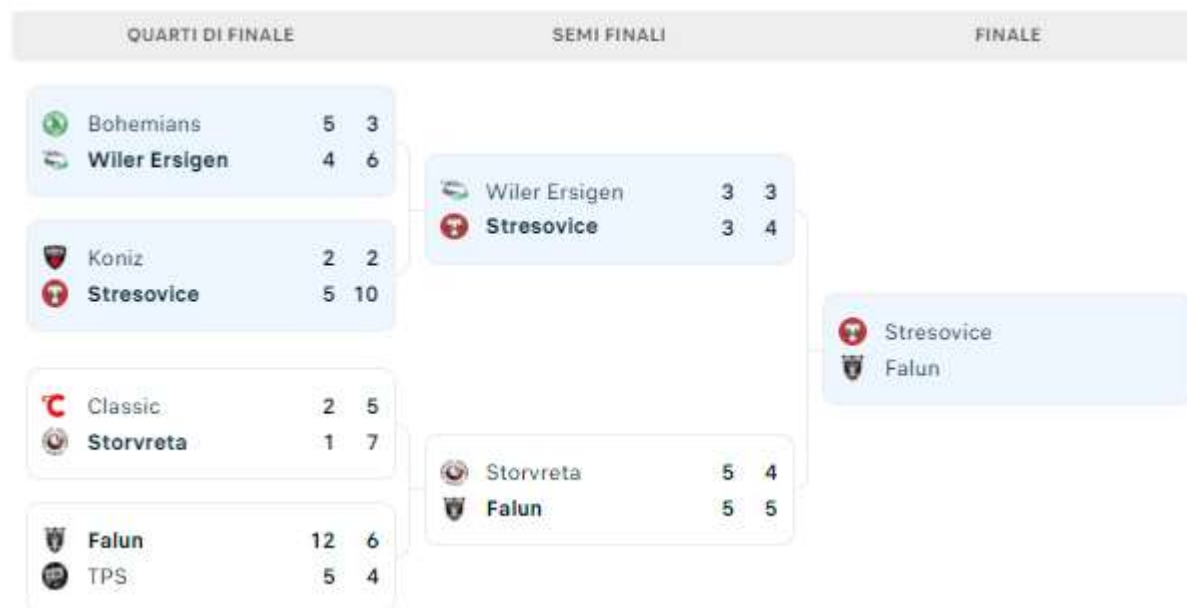 QUARTI DI FINALE SEMI FINALI FINALE
Bohemians 5 3
Wiler Ersigen 4 6
Koniz 2 2
Stresovice 5 10
Classic 2 5
Storvreta 1 7
Falun 12 6
TPS 5 4
Wiler Ersigen 3 3
Stresovice 3 4
Storvreta 5 4
Falun 5 5
Stresovice
Falun